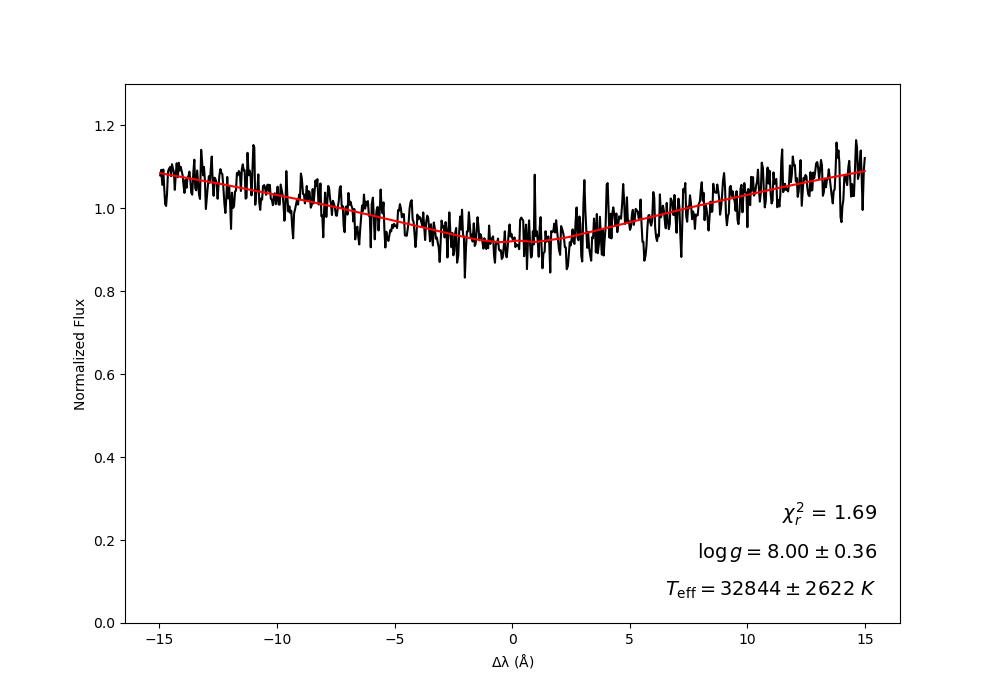 Normalized Flux
1.2
1.0
0.8
0.6
0.4
0.2
0.0
χ²ᵣ = 1.69
log g = 8.00 ± 0.36
T_eff = 32844 ± 2622 K
−15 −10 −5 0 5 10 15
Δλ (Å)